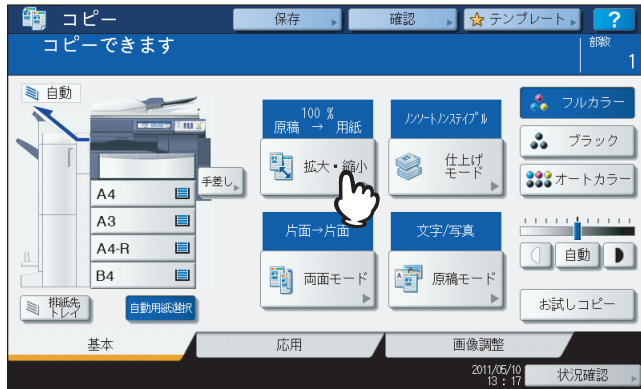 コピー
保存
確認
テンプレート
?
コピーできます
部数
1
自動
100 %
原稿 → 用紙
拡大・縮小
ノンソートノンステイプル
仕上げ
モード
フルカラー
ブラック
オートカラー
手差し
A4
A3
A4-R
B4
片面→片面
両面モード
文字/写真
原稿モード
自動
排紙先
トレイ
自動用紙選択
お試しコピー
基本
応用
画像調整
2011/05/10
13 : 17
状況確認